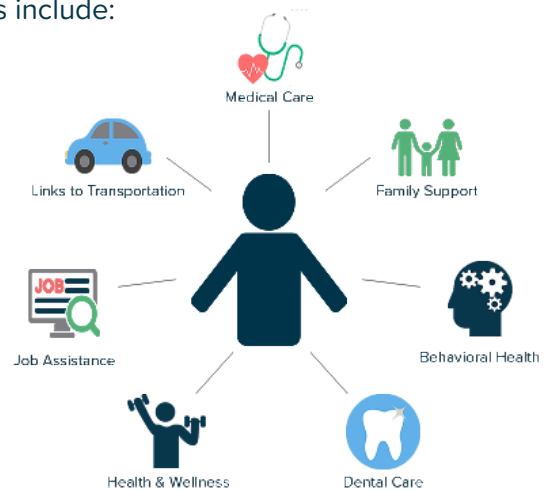 s include:
Medical Care
Links to Transportation
Family Support
JOB
Job Assistance
Behavioral Health
Health & Wellness
Dental Care